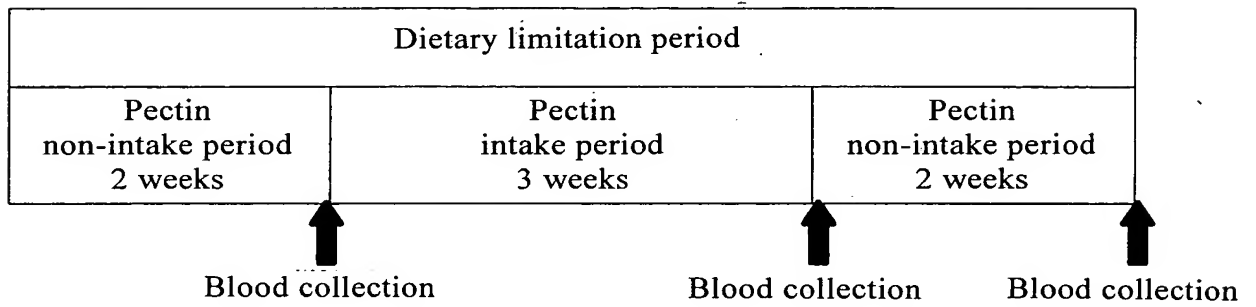 Dietary limitation period
Pectin
non-intake period
2 weeks
Pectin
intake period
3 weeks
Pectin
non-intake period
2 weeks
Blood collection
Blood collection
Blood collection